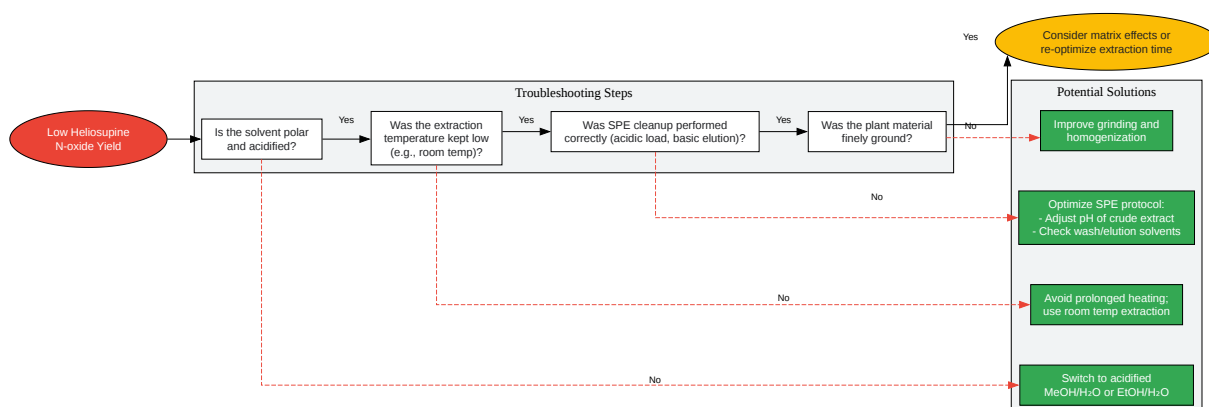 Yes
Consider matrix effects or
re-optimize extraction time
Troubleshooting Steps
Potential Solutions
Low Heliosupine
N-oxide Yield
Is the solvent polar
and acidified?
Yes
Was the extraction
temperature kept low
(e.g., room temp)?
Yes
Was SPE cleanup performed
correctly (acidic load, basic elution)?
Yes
Was the plant material
finely ground?
No
Improve grinding and
homogenization
No
Optimize SPE protocol:
- Adjust pH of crude extract
- Check wash/elution solvents
No
Avoid prolonged heating;
use room temp extraction
No
Switch to acidified
MeOH/H₂O or EtOH/H₂O